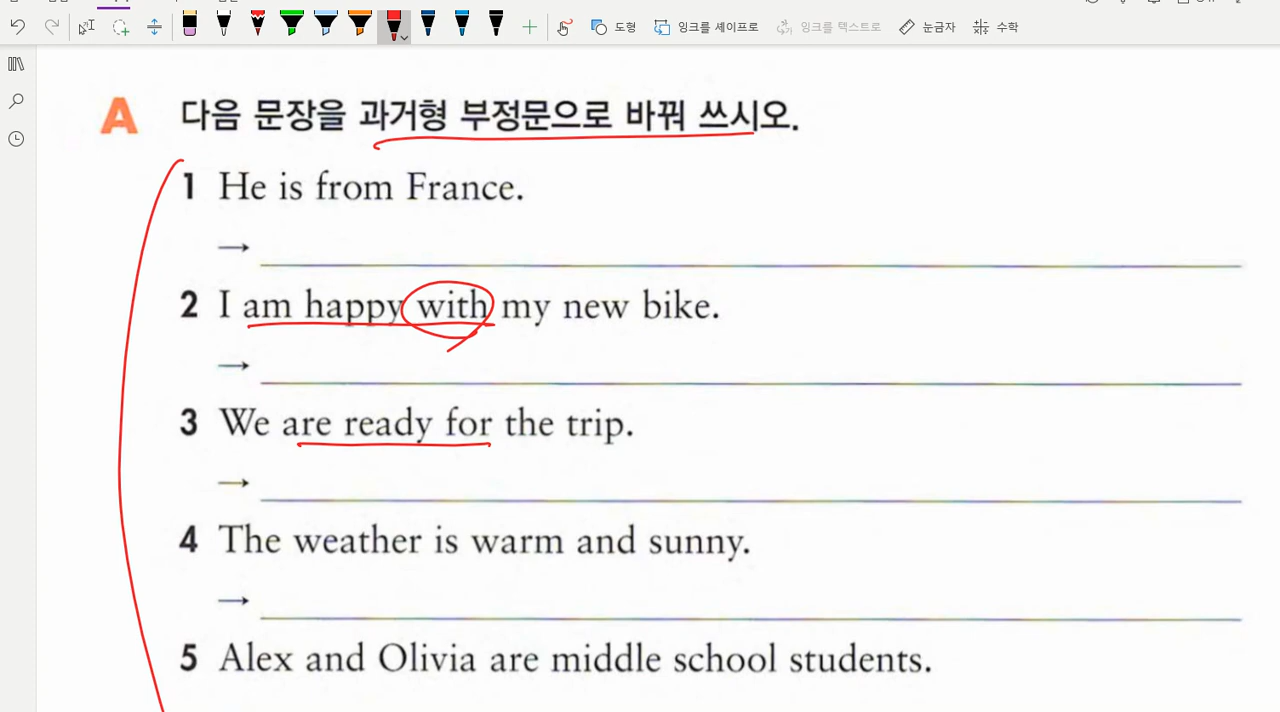 도형
잉크를 셰이프로
잉크를 텍스트로
눈금자
수학
A 다음 문장을 과거형 부정문으로 바꿔 쓰시오.
1 He is from France.
→
2 I am happy with my new bike.
→
3 We are ready for the trip.
→
4 The weather is warm and sunny.
→
5 Alex and Olivia are middle school students.